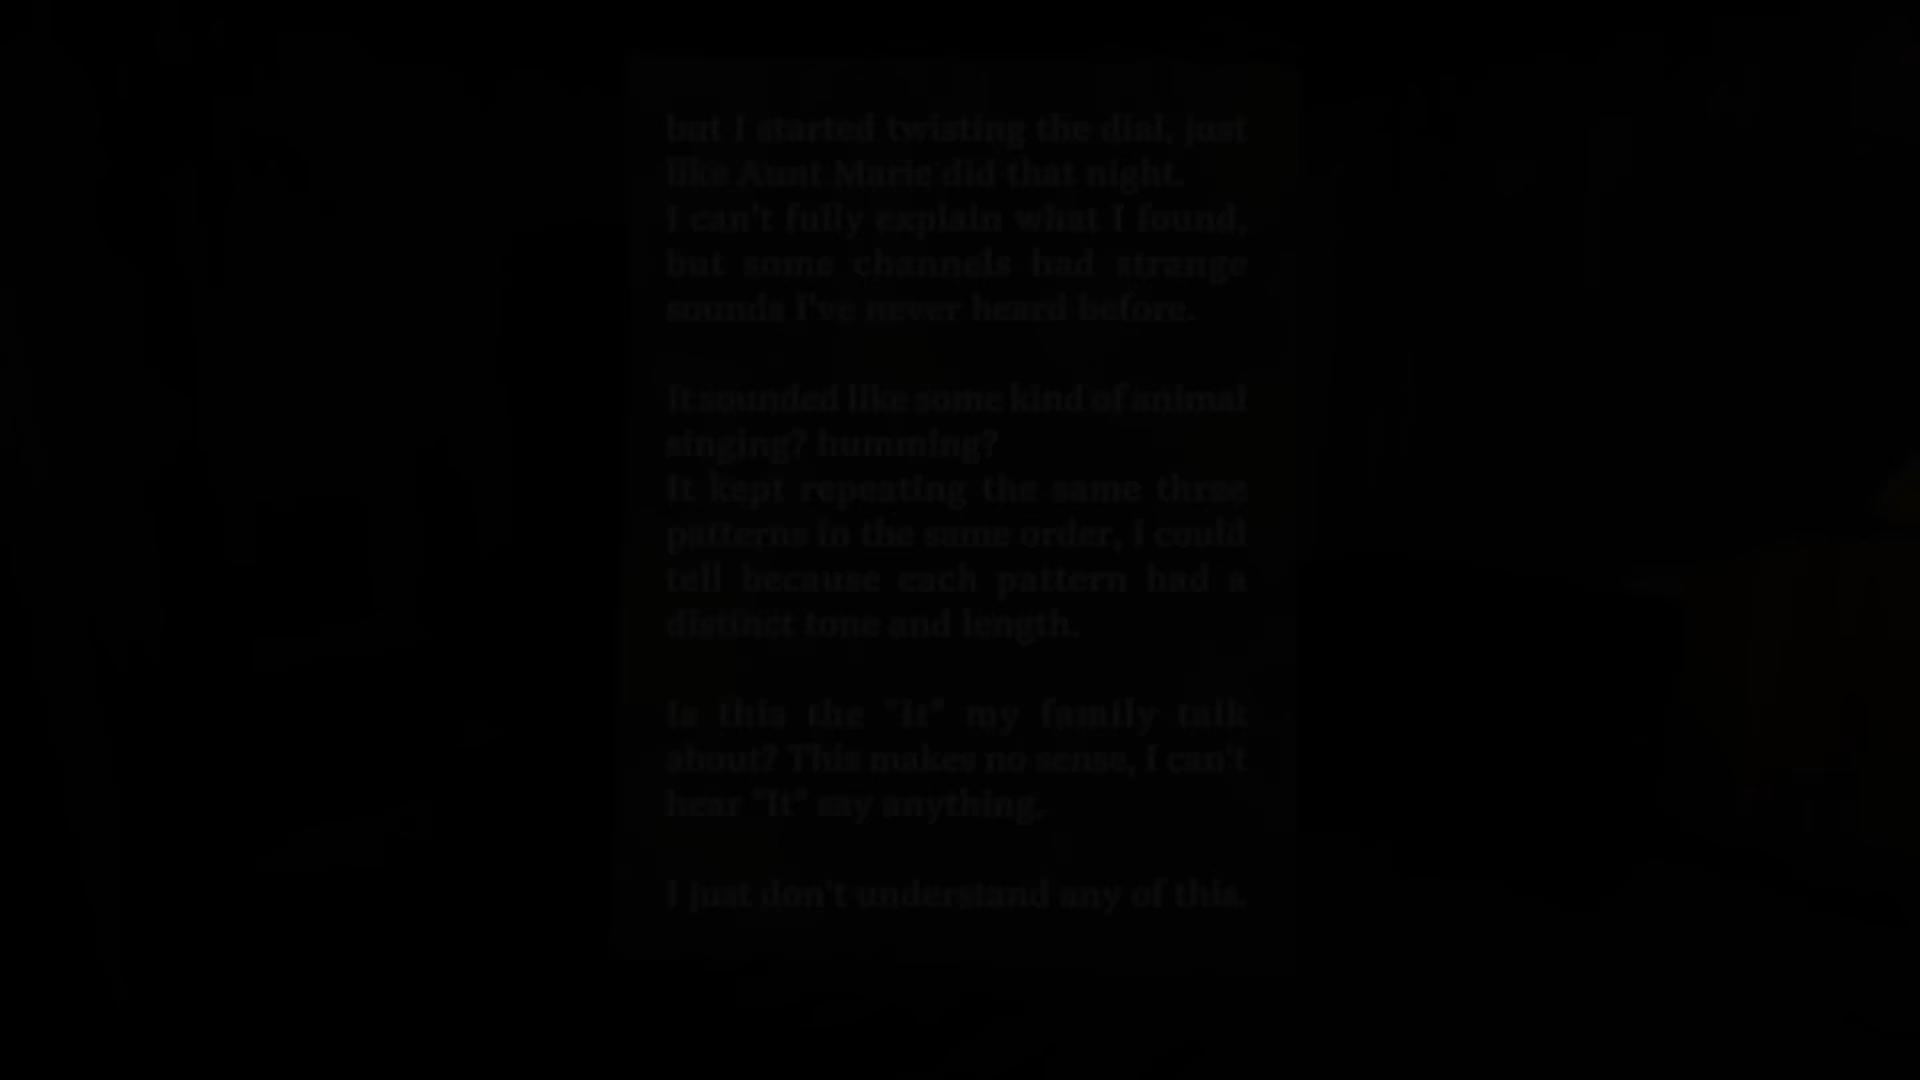 but I started twisting the dial, just
like Aunt Marie did that night.
I can't fully explain what I found,
but some channels had strange
sounds I've never heard before.
It sounded like some kind of animal
singing? humming?
It kept repeating the same three
patterns in the same order, I could
tell because each pattern had a
distinct tone and length.
Is this the "It" my family talk
about? This makes no sense, I can't
hear "It" say anything.
I just don't understand any of this.